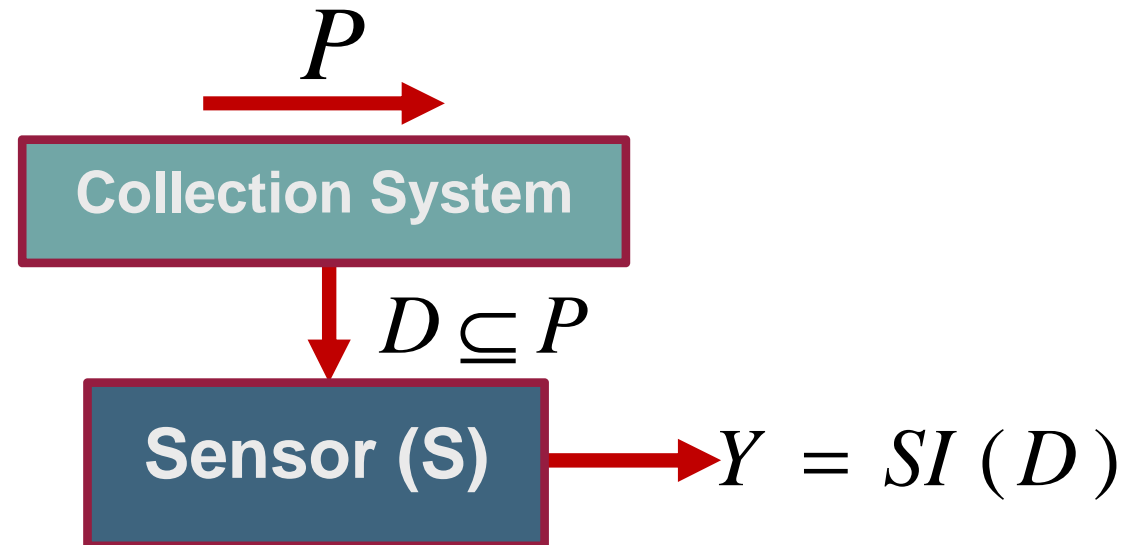 P
Collection System
D ⊆ P
Sensor (S)
Y = SI ( D )